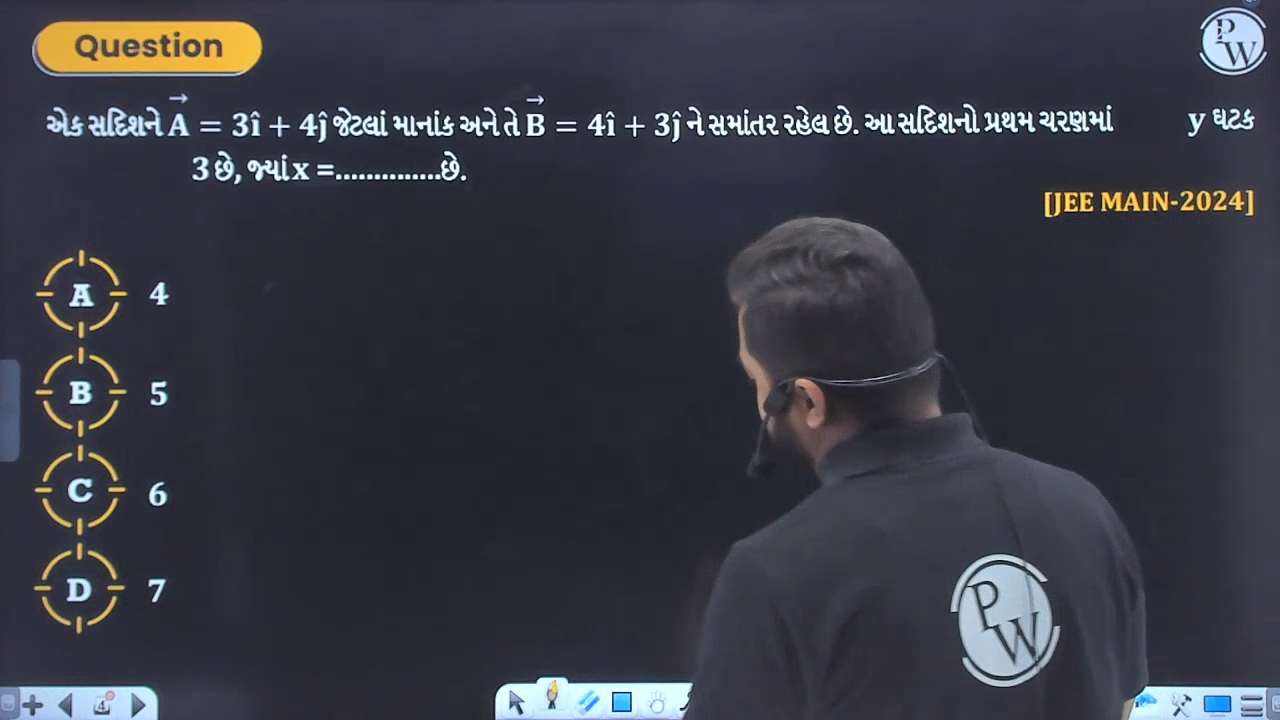 Question
એક સદિશને A⃗ = 3î + 4ĵ જેટલાં માનાંક અને તે B⃗ = 4î + 3ĵ ને સમાંતર રહેલ છે. આ સદિશનો પ્રથમ ચરણમાં y ઘટક
3 છે, જ્યાં x =..............છે.
[JEE MAIN-2024]
A 4
B 5
C 6
D 7
PW
PW
4